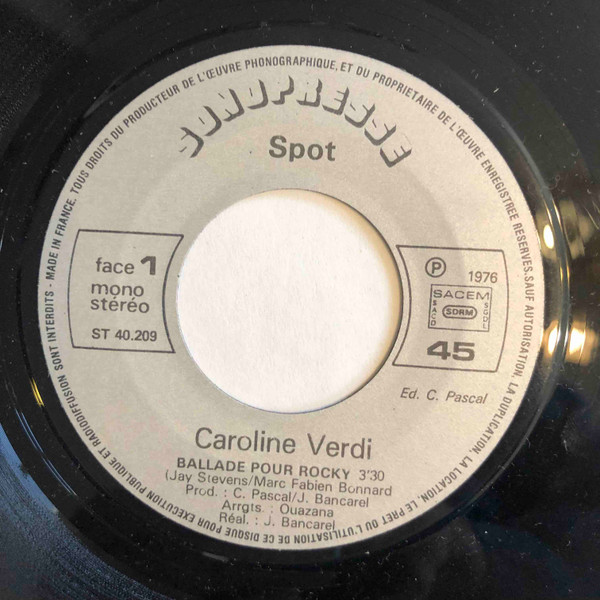 MADE IN FRANCE. TOUS DROITS DU PRODUCTEUR DE L'ŒUVRE PHONOGRAPHIQUE, ET DU PROPRIETAIRE DE L'ŒUVRE ENREGISTREE RESERVES. SAUF AUTORISATION, LA DUPLICATION, LA LOCATION, LE PRET OU L'UTILISATION DE CE DISQUE POUR EXECUTION PUBLIQUE ET RADIODIFFUSION SONT INTERDITS -
SONOPRESSE
Spot
face 1
mono
stéréo
ST 40.209
℗ 1976
SACEM
SACD
SDRM
SGDL
45
Ed. C. Pascal
Caroline Verdi
BALLADE POUR ROCKY 3'30
(Jay Stevens/Marc Fabien Bonnard
Prod. : C. Pascal/J. Bancarel
Arrgts. : Ouazana
Réal. : J. Bancarel